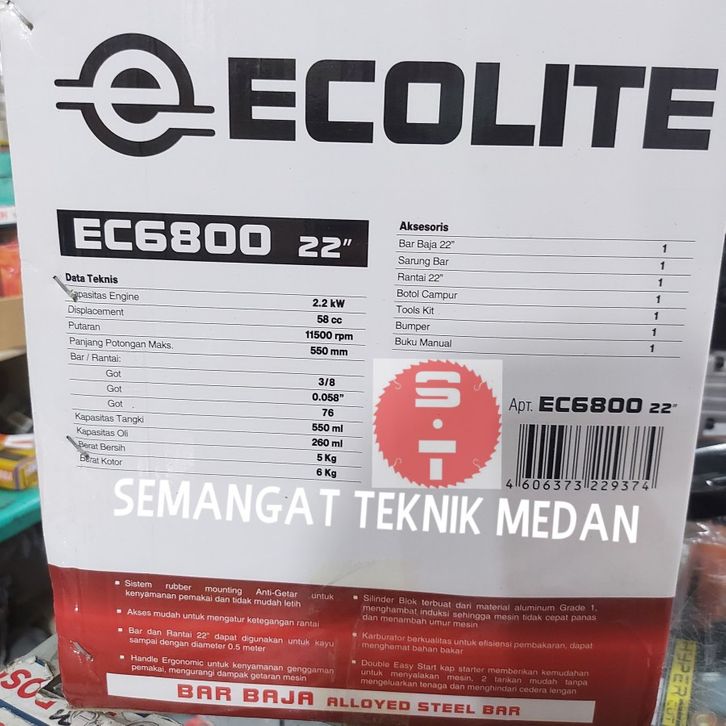 ECOLITE
EC6800 22"
Data Teknis
Kapasitas Engine 2.2 kW
Displacement 58 cc
Putaran 11500 rpm
Panjang Potongan Maks. 550 mm
Bar / Rantai:
Got 3/8
Got 0.058"
Got 76
Kapasitas Tangki 550 ml
Kapasitas Oli 260 ml
Berat Bersih 5 Kg
Berat Kotor 6 Kg
Aksesoris
Bar Baja 22" 1
Sarung Bar 1
Rantai 22" 1
Botol Campur 1
Tools Kit 1
Bumper 1
Buku Manual 1
S·T
Арт. EC6800 22"
4 606373 229374
SEMANGAT TEKNIK MEDAN
Sistem rubber mounting Anti-Getar untuk
kenyamanan pemakai dan tidak mudah letih
Akses mudah untuk mengatur ketegangan rantai
Bar dan Rantai 22" dapat digunakan untuk kayu
sampai dengan diameter 0.5 meter
Handle Ergonomic untuk kenyamanan genggaman
pemakai, mengurangi dampak getaran mesin
Silinder Blok terbuat dari material aluminum Grade 1,
menghambat induksi sehingga mesin tidak cepat panas
dan menambah umur mesin
Karburator berkualitas untuk efisiensi pembakaran, dapat
menghemat bahan bakar
Double Easy Start kap starter memberikan kemudahan
untuk menyalakan mesin, 2 tarikan mudah tanpa
mengeluarkan tenaga dan menghindari cedera lengan
BAR BAJA ALLOYED STEEL BAR
HIPER